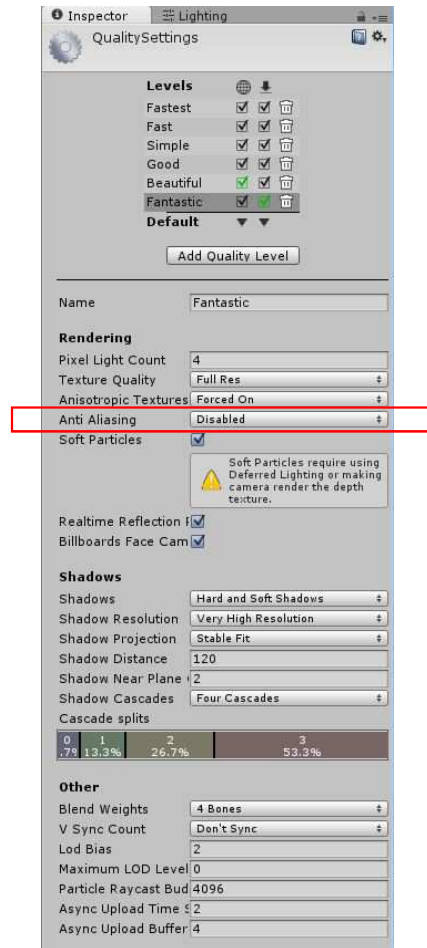 Inspector Lighting
QualitySettings
Levels
Fastest
Fast
Simple
Good
Beautiful
Fantastic
Default
Add Quality Level
Name Fantastic
Rendering
Pixel Light Count 4
Texture Quality Full Res
Anisotropic Textures Forced On
Anti Aliasing Disabled
Soft Particles
Soft Particles require using
Deferred Lighting or making
camera render the depth
texture.
Realtime Reflection
Billboards Face Cam
Shadows
Shadows Hard and Soft Shadows
Shadow Resolution Very High Resolution
Shadow Projection Stable Fit
Shadow Distance 120
Shadow Near Plane 2
Shadow Cascades Four Cascades
Cascade splits
0 1 2 3
13.3% 26.7% 53.3%
Other
Blend Weights 4 Bones
V Sync Count Don't Sync
Lod Bias 2
Maximum LOD Level 0
Particle Raycast Bud 4096
Async Upload Time 2
Async Upload Buffer 4